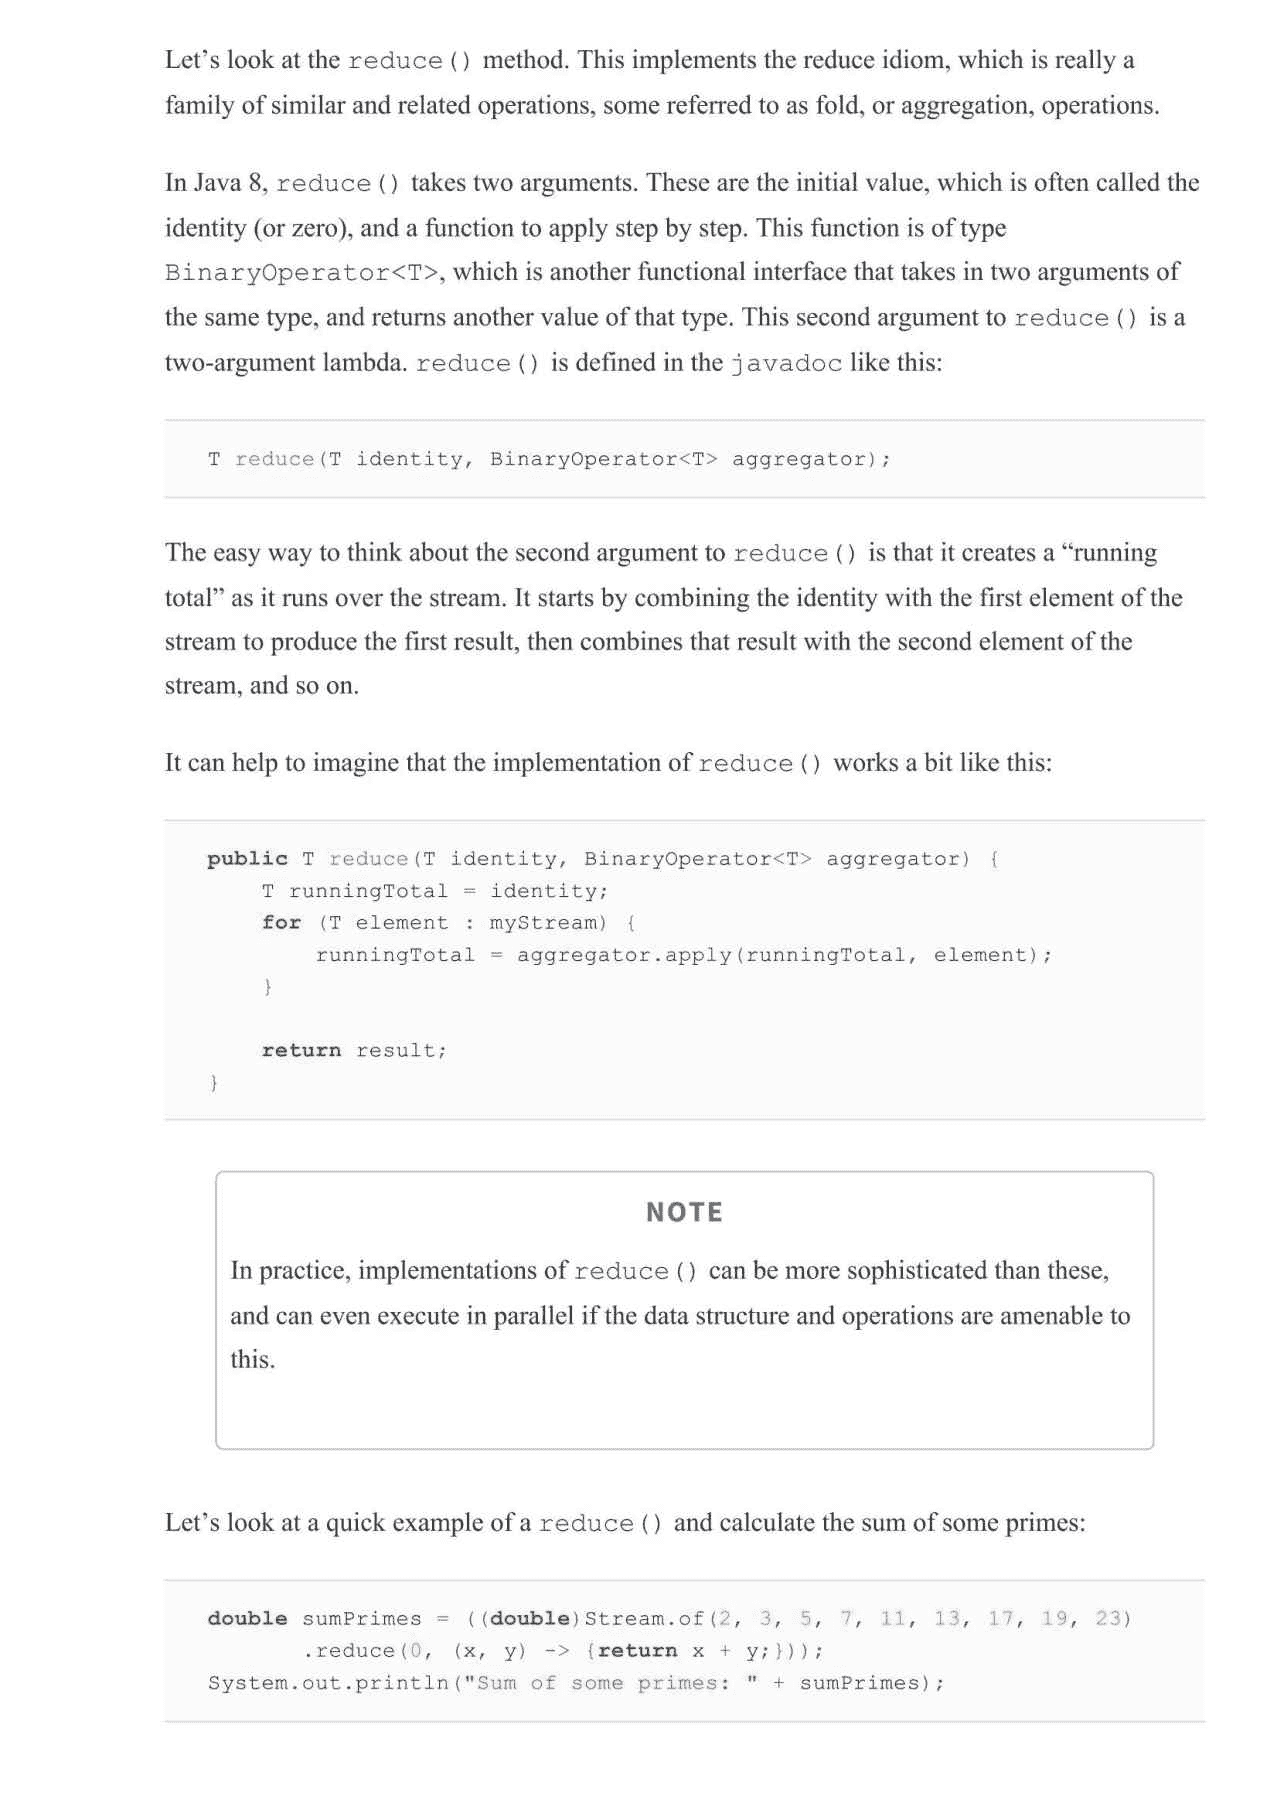 Let’s look at the reduce() method. This implements the reduce idiom, which is really a
family of similar and related operations, some referred to as fold, or aggregation, operations.
In Java 8, reduce() takes two arguments. These are the initial value, which is often called the
identity (or zero), and a function to apply step by step. This function is of type
BinaryOperator<T>, which is another functional interface that takes in two arguments of
the same type, and returns another value of that type. This second argument to reduce() is a
two-argument lambda. reduce() is defined in the javadoc like this:
T reduce(T identity, BinaryOperator<T> aggregator);
The easy way to think about the second argument to reduce() is that it creates a “running
total” as it runs over the stream. It starts by combining the identity with the first element of the
stream to produce the first result, then combines that result with the second element of the
stream, and so on.
It can help to imagine that the implementation of reduce() works a bit like this:
public T reduce(T identity, BinaryOperator<T> aggregator) {
    T runningTotal = identity;
    for (T element : myStream) {
        runningTotal = aggregator.apply(runningTotal, element);
    }
    return result;
}
NOTE
In practice, implementations of reduce() can be more sophisticated than these,
and can even execute in parallel if the data structure and operations are amenable to
this.
Let’s look at a quick example of a reduce() and calculate the sum of some primes:
double sumPrimes = ((double)Stream.of(2, 3, 5, 7, 11, 13, 17, 19, 23)
       .reduce(0, (x, y) -> {return x + y;}));
System.out.println("Sum of some primes: " + sumPrimes);